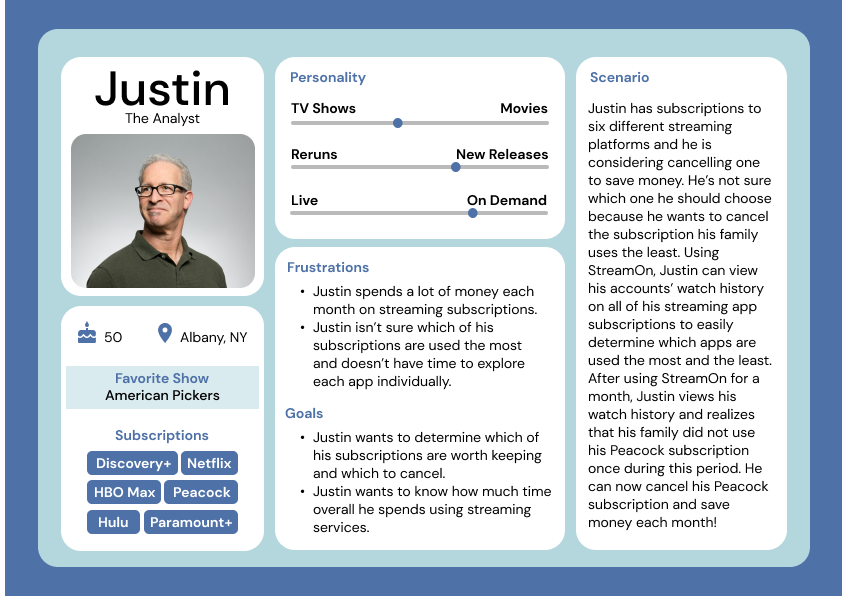 Justin
The Analyst
50
Albany, NY
Favorite Show
American Pickers
Subscriptions
Discovery+ Netflix
HBO Max Peacock
Hulu Paramount+
Personality
TV Shows Movies
Reruns New Releases
Live On Demand
Frustrations
• Justin spends a lot of money each
month on streaming subscriptions.
• Justin isn’t sure which of his
subscriptions are used the most
and doesn’t have time to explore
each app individually.
Goals
• Justin wants to determine which of
his subscriptions are worth keeping
and which to cancel.
• Justin wants to know how much time
overall he spends using streaming
services.
Scenario
Justin has subscriptions to
six different streaming
platforms and he is
considering cancelling one
to save money. He’s not sure
which one he should choose
because he wants to cancel
the subscription his family
uses the least. Using
StreamOn, Justin can view
his accounts’ watch history
on all of his streaming app
subscriptions to easily
determine which apps are
used the most and the least.
After using StreamOn for a
month, Justin views his
watch history and realizes
that his family did not use
his Peacock subscription
once during this period. He
can now cancel his Peacock
subscription and save
money each month!